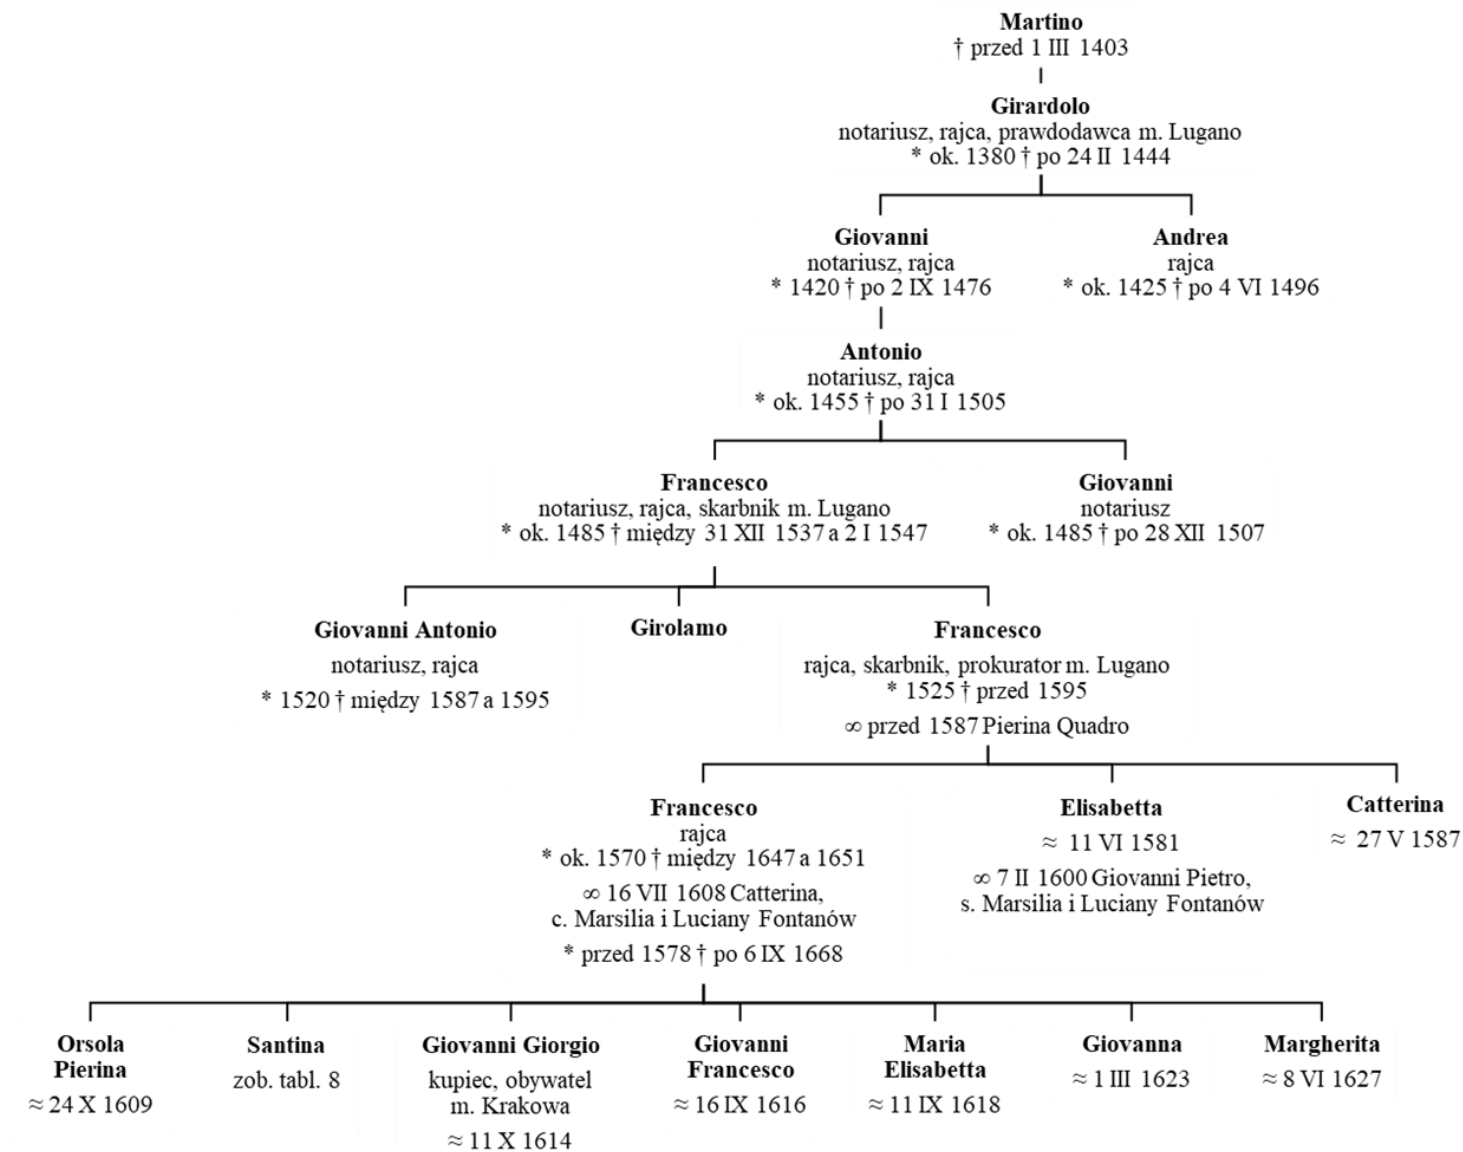 Martino
† przed 1 III 1403
Girardolo
notariusz, rajca, prawdodawca m. Lugano
* ok. 1380 † po 24 II 1444
Giovanni
notariusz, rajca
* 1420 † po 2 IX 1476
Andrea
rajca
* ok. 1425 † po 4 VI 1496
Antonio
notariusz, rajca
* ok. 1455 † po 31 I 1505
Francesco
notariusz, rajca, skarbnik m. Lugano
* ok. 1485 † między 31 XII 1537 a 2 I 1547
Giovanni
notariusz
* ok. 1485 † po 28 XII 1507
Giovanni Antonio
notariusz, rajca
* 1520 † między 1587 a 1595
Girolamo
Francesco
rajca, skarbnik, prokurator m. Lugano
* 1525 † przed 1595
∞ przed 1587 Pierina Quadro
Francesco
rajca
* ok. 1570 † między 1647 a 1651
∞ 16 VII 1608 Catterina,
c. Marsilia i Luciany Fontanów
* przed 1578 † po 6 IX 1668
Elisabetta
≈ 11 VI 1581
∞ 7 II 1600 Giovanni Pietro,
s. Marsilia i Luciany Fontanów
Catterina
≈ 27 V 1587
Orsola
Pierina
≈ 24 X 1609
Santina
zob. tabl. 8
Giovanni Giorgio
kupiec, obywatel
m. Krakowa
≈ 11 X 1614
Giovanni
Francesco
≈ 16 IX 1616
Maria
Elisabetta
≈ 11 IX 1618
Giovanna
≈ 1 III 1623
Margherita
≈ 8 VI 1627